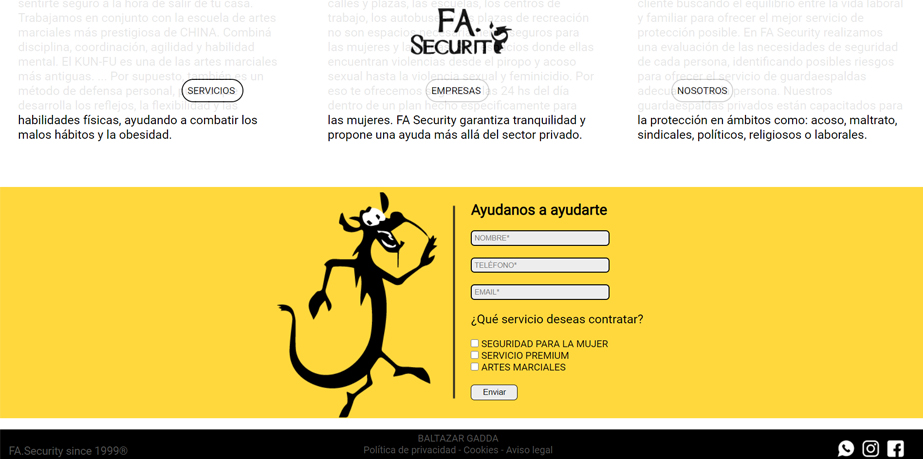 sentirte seguro a la hora de salir de tu casa.
Trabajamos en conjunto con la escuela de artes
marciales más prestigiosa de CHINA. Combiná
disciplina, coordinación, agilidad y habilidad
mental. El KUN-FU es una de las artes marciales
más antiguas. ... Por supuesto, también es un
método de defensa personal,
desarrolla los reflejos, la flexibilidad y las
habilidades físicas, ayudando a combatir los
malos hábitos y la obesidad.
calles y plazas, las escuelas, los centros de
trabajo, los autobuses plazas de recreación
no son espacios seguros para
las mujeres y donde ellas
encuentran violencias desde el piropo y acoso
sexual hasta la violencia sexual y feminicidio. Por
eso te ofrecemos las 24 hs del día
dentro de un plan hecho específicamente para
las mujeres. FA Security garantiza tranquilidad y
propone una ayuda más allá del sector privado.
cliente buscando el equilibrio entre la vida laboral
y familiar para ofrecer el mejor servicio de
protección posible. En FA Security realizamos
una evaluación de las necesidades de seguridad
de cada persona, identificando posibles riesgos
para ofrecer el servicio de guardaespaldas
persona. Nuestros
guardaespaldas privados están capacitados para
la protección en ámbitos como: acoso, maltrato,
sindicales, políticos, religiosos o laborales.
FA.
SECURITY
SERVICIOS
EMPRESAS
NOSOTROS
Ayudanos a ayudarte
NOMBRE*
TELÉFONO*
EMAIL*
¿Qué servicio deseas contratar?
SEGURIDAD PARA LA MUJER
SERVICIO PREMIUM
ARTES MARCIALES
Enviar
FA.Security since 1999®
BALTAZAR GADDA
Política de privacidad - Cookies - Aviso legal